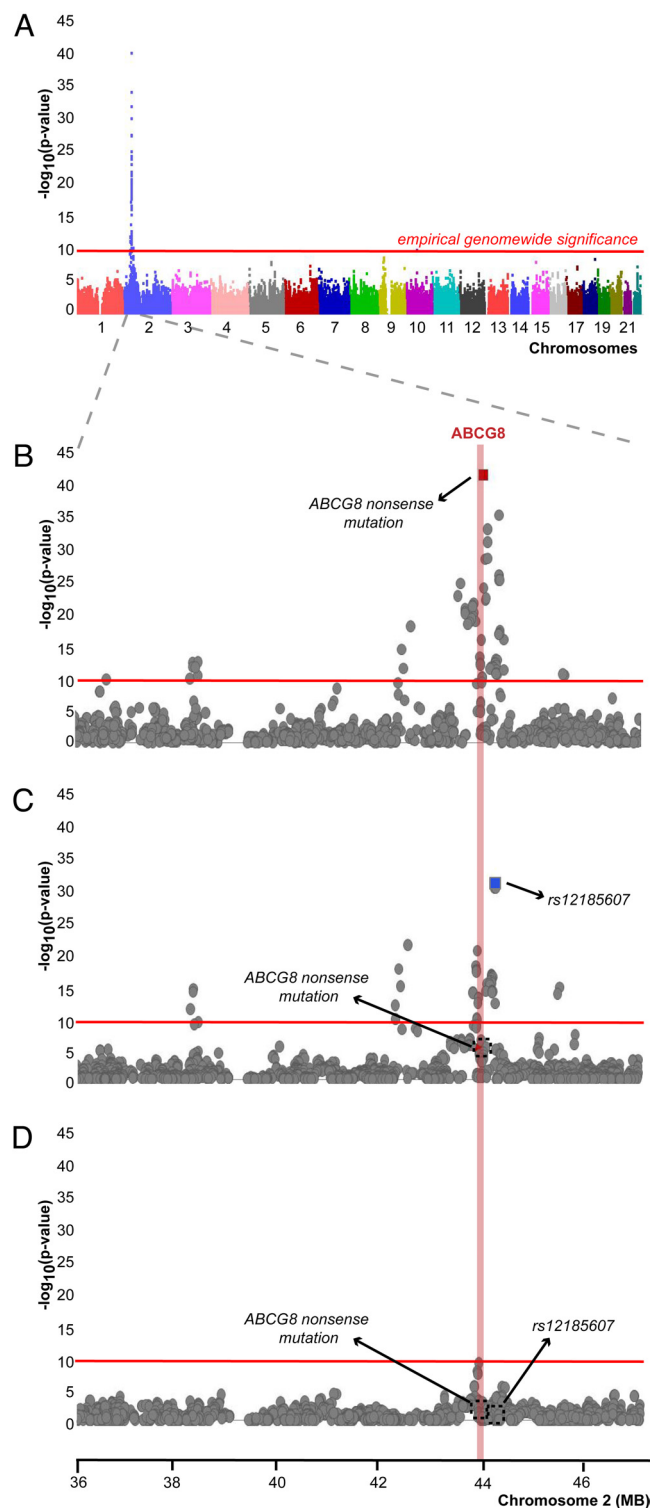 A
45
40
35
30
25
20
15
10
5
0
-log10(p-value)
empirical genomewide significance
1 2 3 4 5 6 7 8 9 10 11 12 13 14 15 17 19 21
Chromosomes
B
ABCG8
45
40
35
30
25
20
15
10
5
0
-log10(p-value)
ABCG8 nonsense
mutation
C
45
40
35
30
25
20
15
10
5
0
-log10(p-value)
rs12185607
ABCG8 nonsense
mutation
D
45
40
35
30
25
20
15
10
5
0
-log10(p-value)
ABCG8 nonsense
mutation
rs12185607
36 38 40 42 44 46
Chromosome 2 (MB)